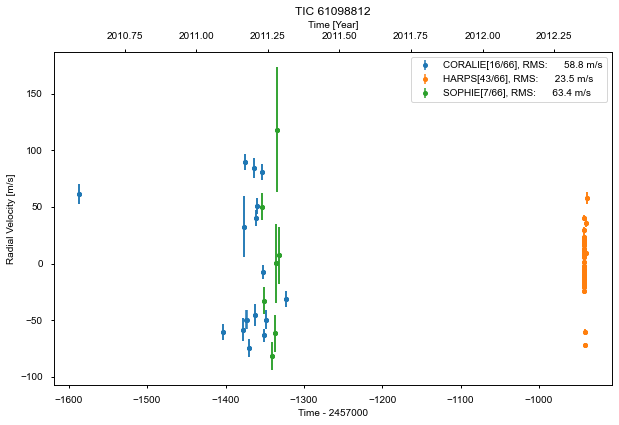 TIC 61098812
Time [Year]
2010.75 2011.00 2011.25 2011.50 2011.75 2012.00 2012.25
CORALIE[16/66], RMS: 58.8 m/s
HARPS[43/66], RMS: 23.5 m/s
SOPHIE[7/66], RMS: 63.4 m/s
Radial Velocity [m/s]
150
100
50
0
−50
−100
−1600 −1500 −1400 −1300 −1200 −1100 −1000
Time - 2457000